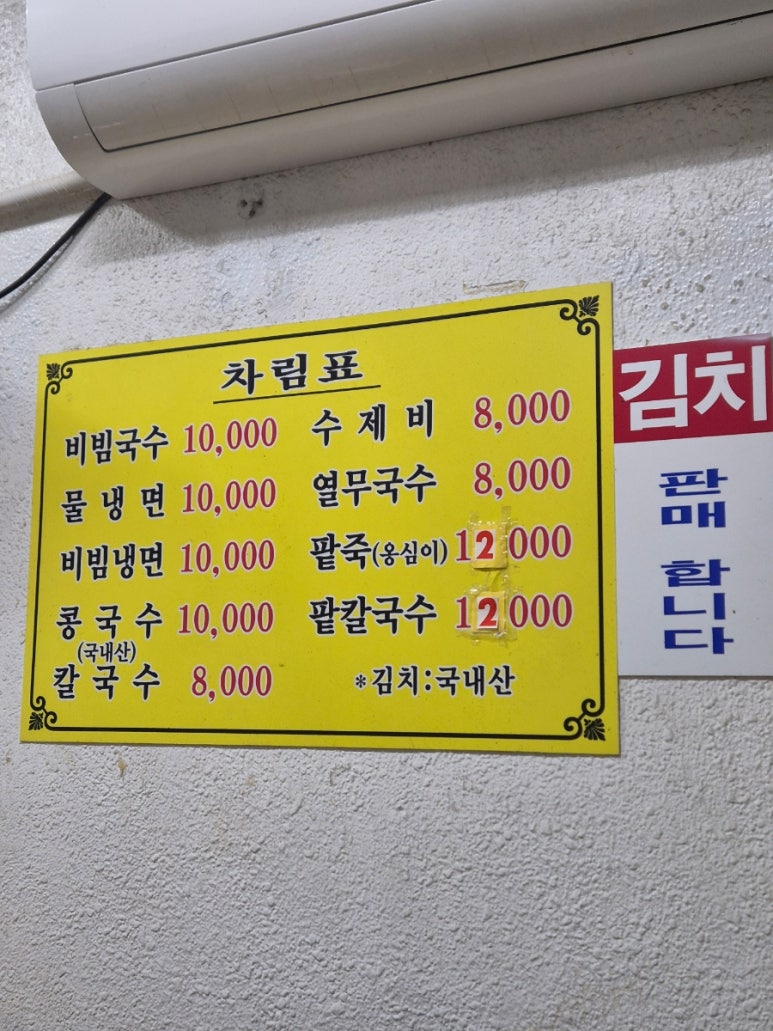 차림표
비빔국수 10,000
물냉면 10,000
비빔냉면 10,000
콩국수 10,000
(국내산)
칼국수 8,000
수제비 8,000
열무국수 8,000
팥죽(옹심이) 12,000
팥칼국수 12,000
*김치:국내산
김치
판매
합니다